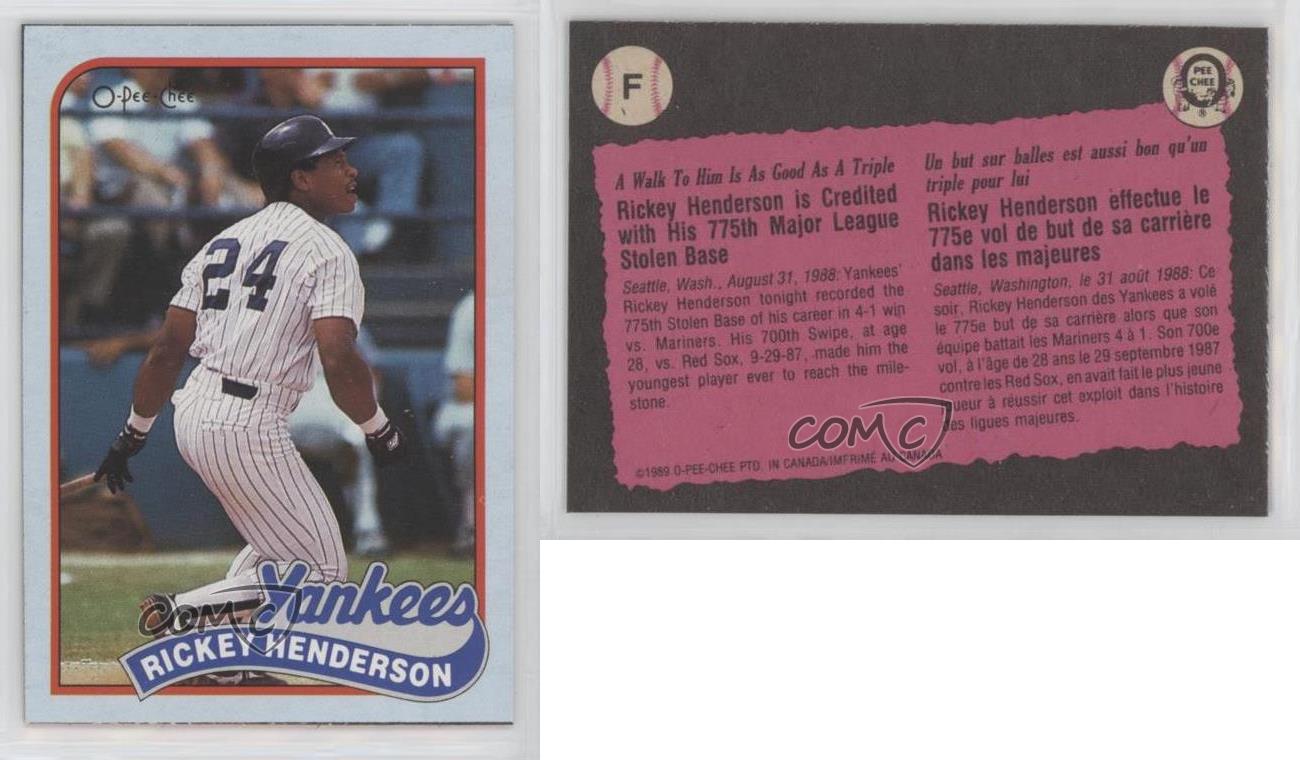 O-Pee-Chee
24
Yankees
RICKEY HENDERSON
COMC
F
O
PEE
CHEE
®
A Walk To Him Is As Good As A Triple
Rickey Henderson is Credited
with His 775th Major League
Stolen Base
Seattle, Wash., August 31, 1988: Yankees'
Rickey Henderson tonight recorded the
775th Stolen Base of his career in 4-1 win
vs. Mariners. His 700th Swipe, at age
28, vs. Red Sox, 9-29-87, made him the
youngest player ever to reach the mile-
stone.
Un but sur balles est aussi bon qu'un
triple pour lui
Rickey Henderson effectue le
775e vol de but de sa carrière
dans les majeures
Seattle, Washington, le 31 août 1988: Ce
soir, Rickey Henderson des Yankees a volé
le 775e but de sa carrière alors que son
équipe battait les Mariners 4 à 1. Son 700e
vol, à l'âge de 28 ans le 29 septembre 1987
contre les Red Sox, en avait fait le plus jeune
joueur à réussir cet exploit dans l'histoire
des ligues majeures.
COMC
©1989 O-PEE-CHEE PTD. IN CANADA/IMPRIMÉ AU CANADA